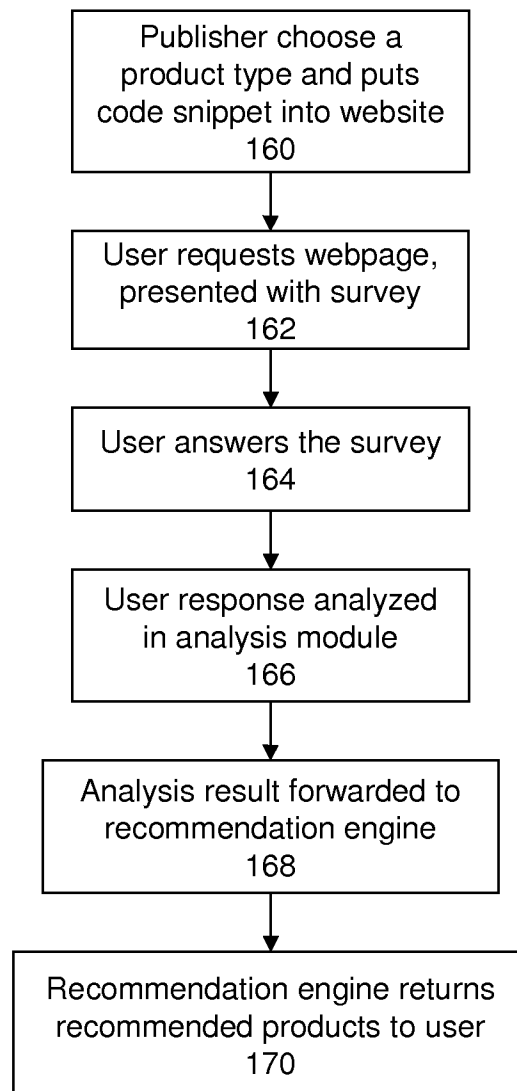 Publisher choose a
product type and puts
code snippet into website
160
User requests webpage,
presented with survey
162
User answers the survey
164
User response analyzed
in analysis module
166
Analysis result forwarded to
recommendation engine
168
Recommendation engine returns
recommended products to user
170